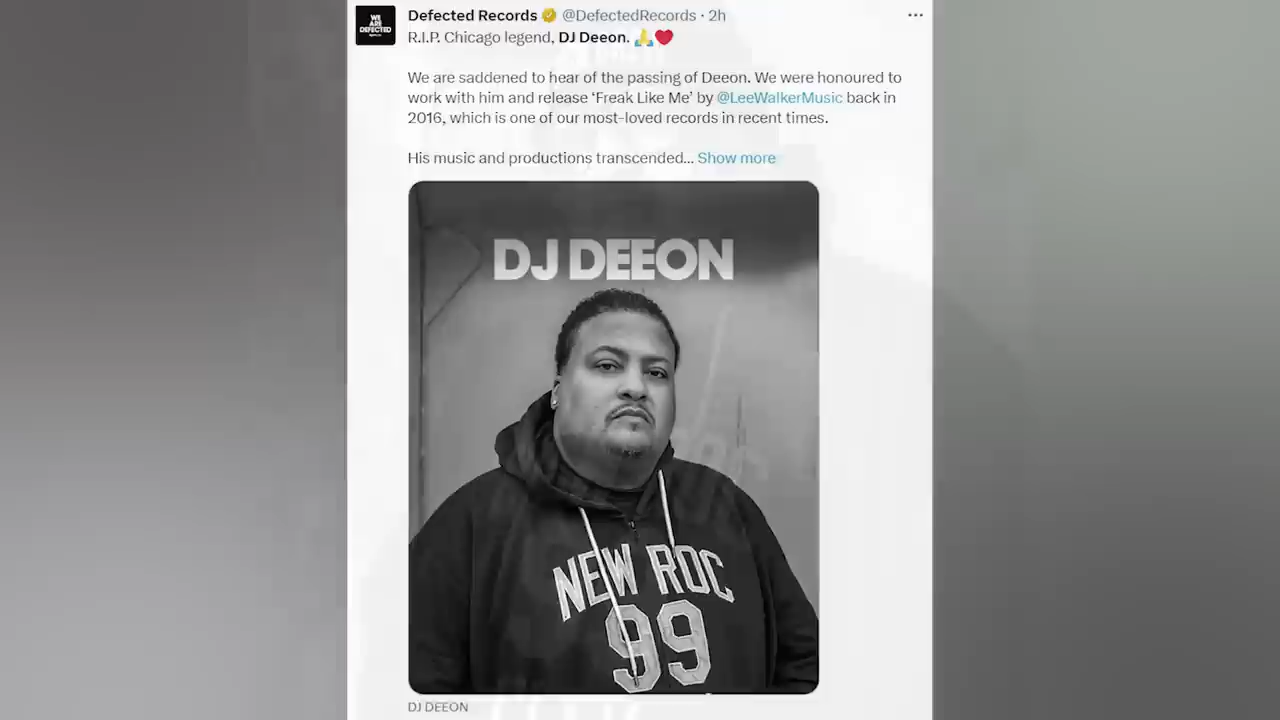 WE
ARE
DEFECTED
Defected Records @DefectedRecords · 2h
R.I.P. Chicago legend, DJ Deeon. 🙏❤️
We are saddened to hear of the passing of Deeon. We were honoured to
work with him and release ‘Freak Like Me’ by @LeeWalkerMusic back in
2016, which is one of our most-loved records in recent times.
His music and productions transcended... Show more
DJ DEEON
NEW ROC
99
DJ DEEON